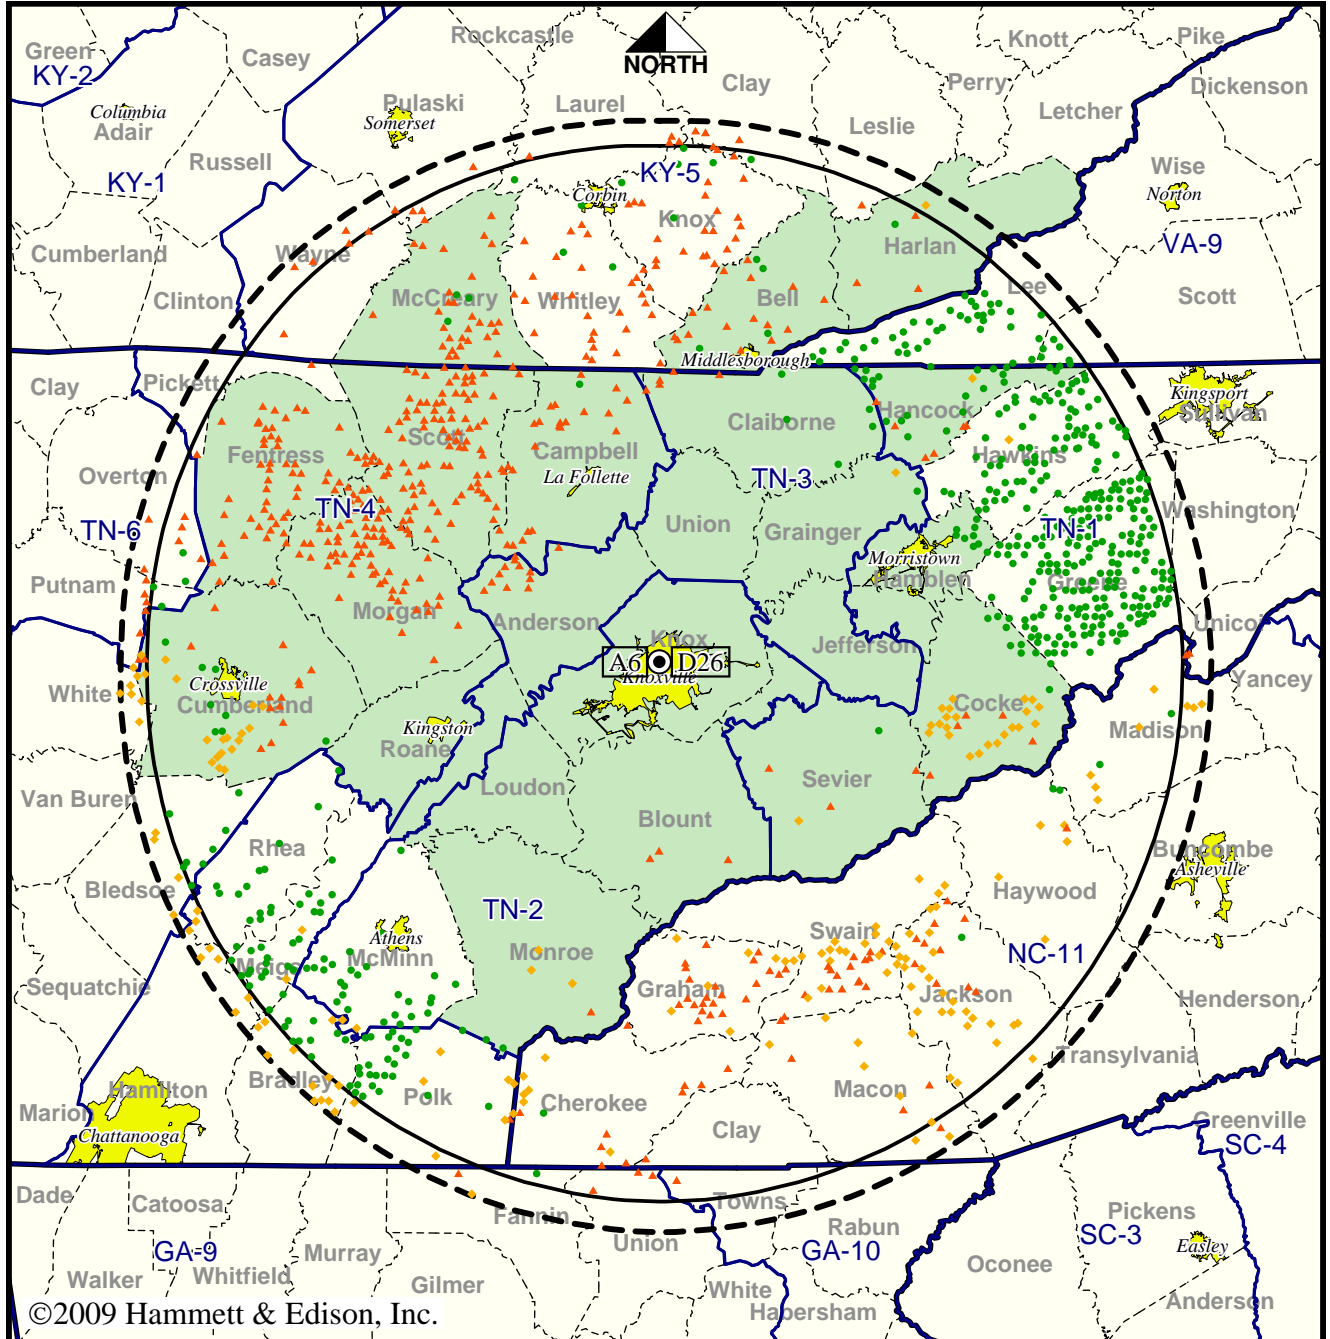 Green
Casey
Rockcastle
Knott
Pike
KY-2
NORTH
Clay
Perry
Dickenson
Columbia
Adair
Pulaski
Somerset
Laurel
Leslie
Letcher
Russell
KY-1
KY-5
Wise
Norton
Corbin
Knox
Cumberland
Wayne
Harlan
VA-9
Clinton
McCreary
Whitley
Bell
Lee
Scott
Middlesborough
Clay
Pickett
Kingsport
Sullivan
Claiborne
Hancock
Scott
Campbell
Fentress
Hawkins
Overton
La Follette
TN-3
TN-4
Washington
TN-6
Union
Grainger
TN-1
Morristown
Putnam
Hamblen
Greene
Morgan
Anderson
Knox
Jefferson
Unicoi
A6
D26
Knoxville
White
Crossville
Cumberland
Cocke
Yancey
Kingston
Roane
Madison
Van Buren
Loudon
Sevier
Rhea
Blount
Buncombe
Asheville
Bledsoe
Haywood
TN-2
Athens
McMinn
Monroe
Swain
NC-11
Meigs
Sequatchie
Graham
Jackson
Henderson
Transylvania
Hamilton
Bradley
Polk
Macon
Marion
Cherokee
Chattanooga
Clay
Greenville
SC-4
Dade
Catoosa
Towns
Fannin
Rabun
Pickens
SC-3
GA-9
Murray
Union
GA-10
Easley
Oconee
Walker
Whitfield
Gilmer
White
Habersham
Anderson
©2009 Hammett & Edison, Inc.